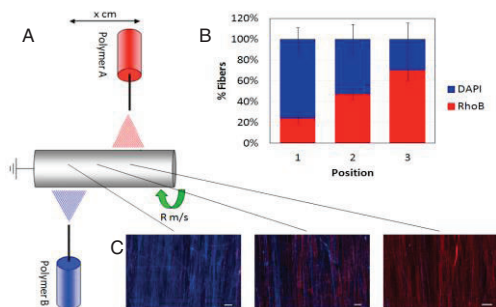 x cm
A
Polymer A
R m/s
Polymer B
B
120%
100%
80%
60%
40%
20%
0%
% Fibers
1 2 3
Position
DAPI
RhoB
C